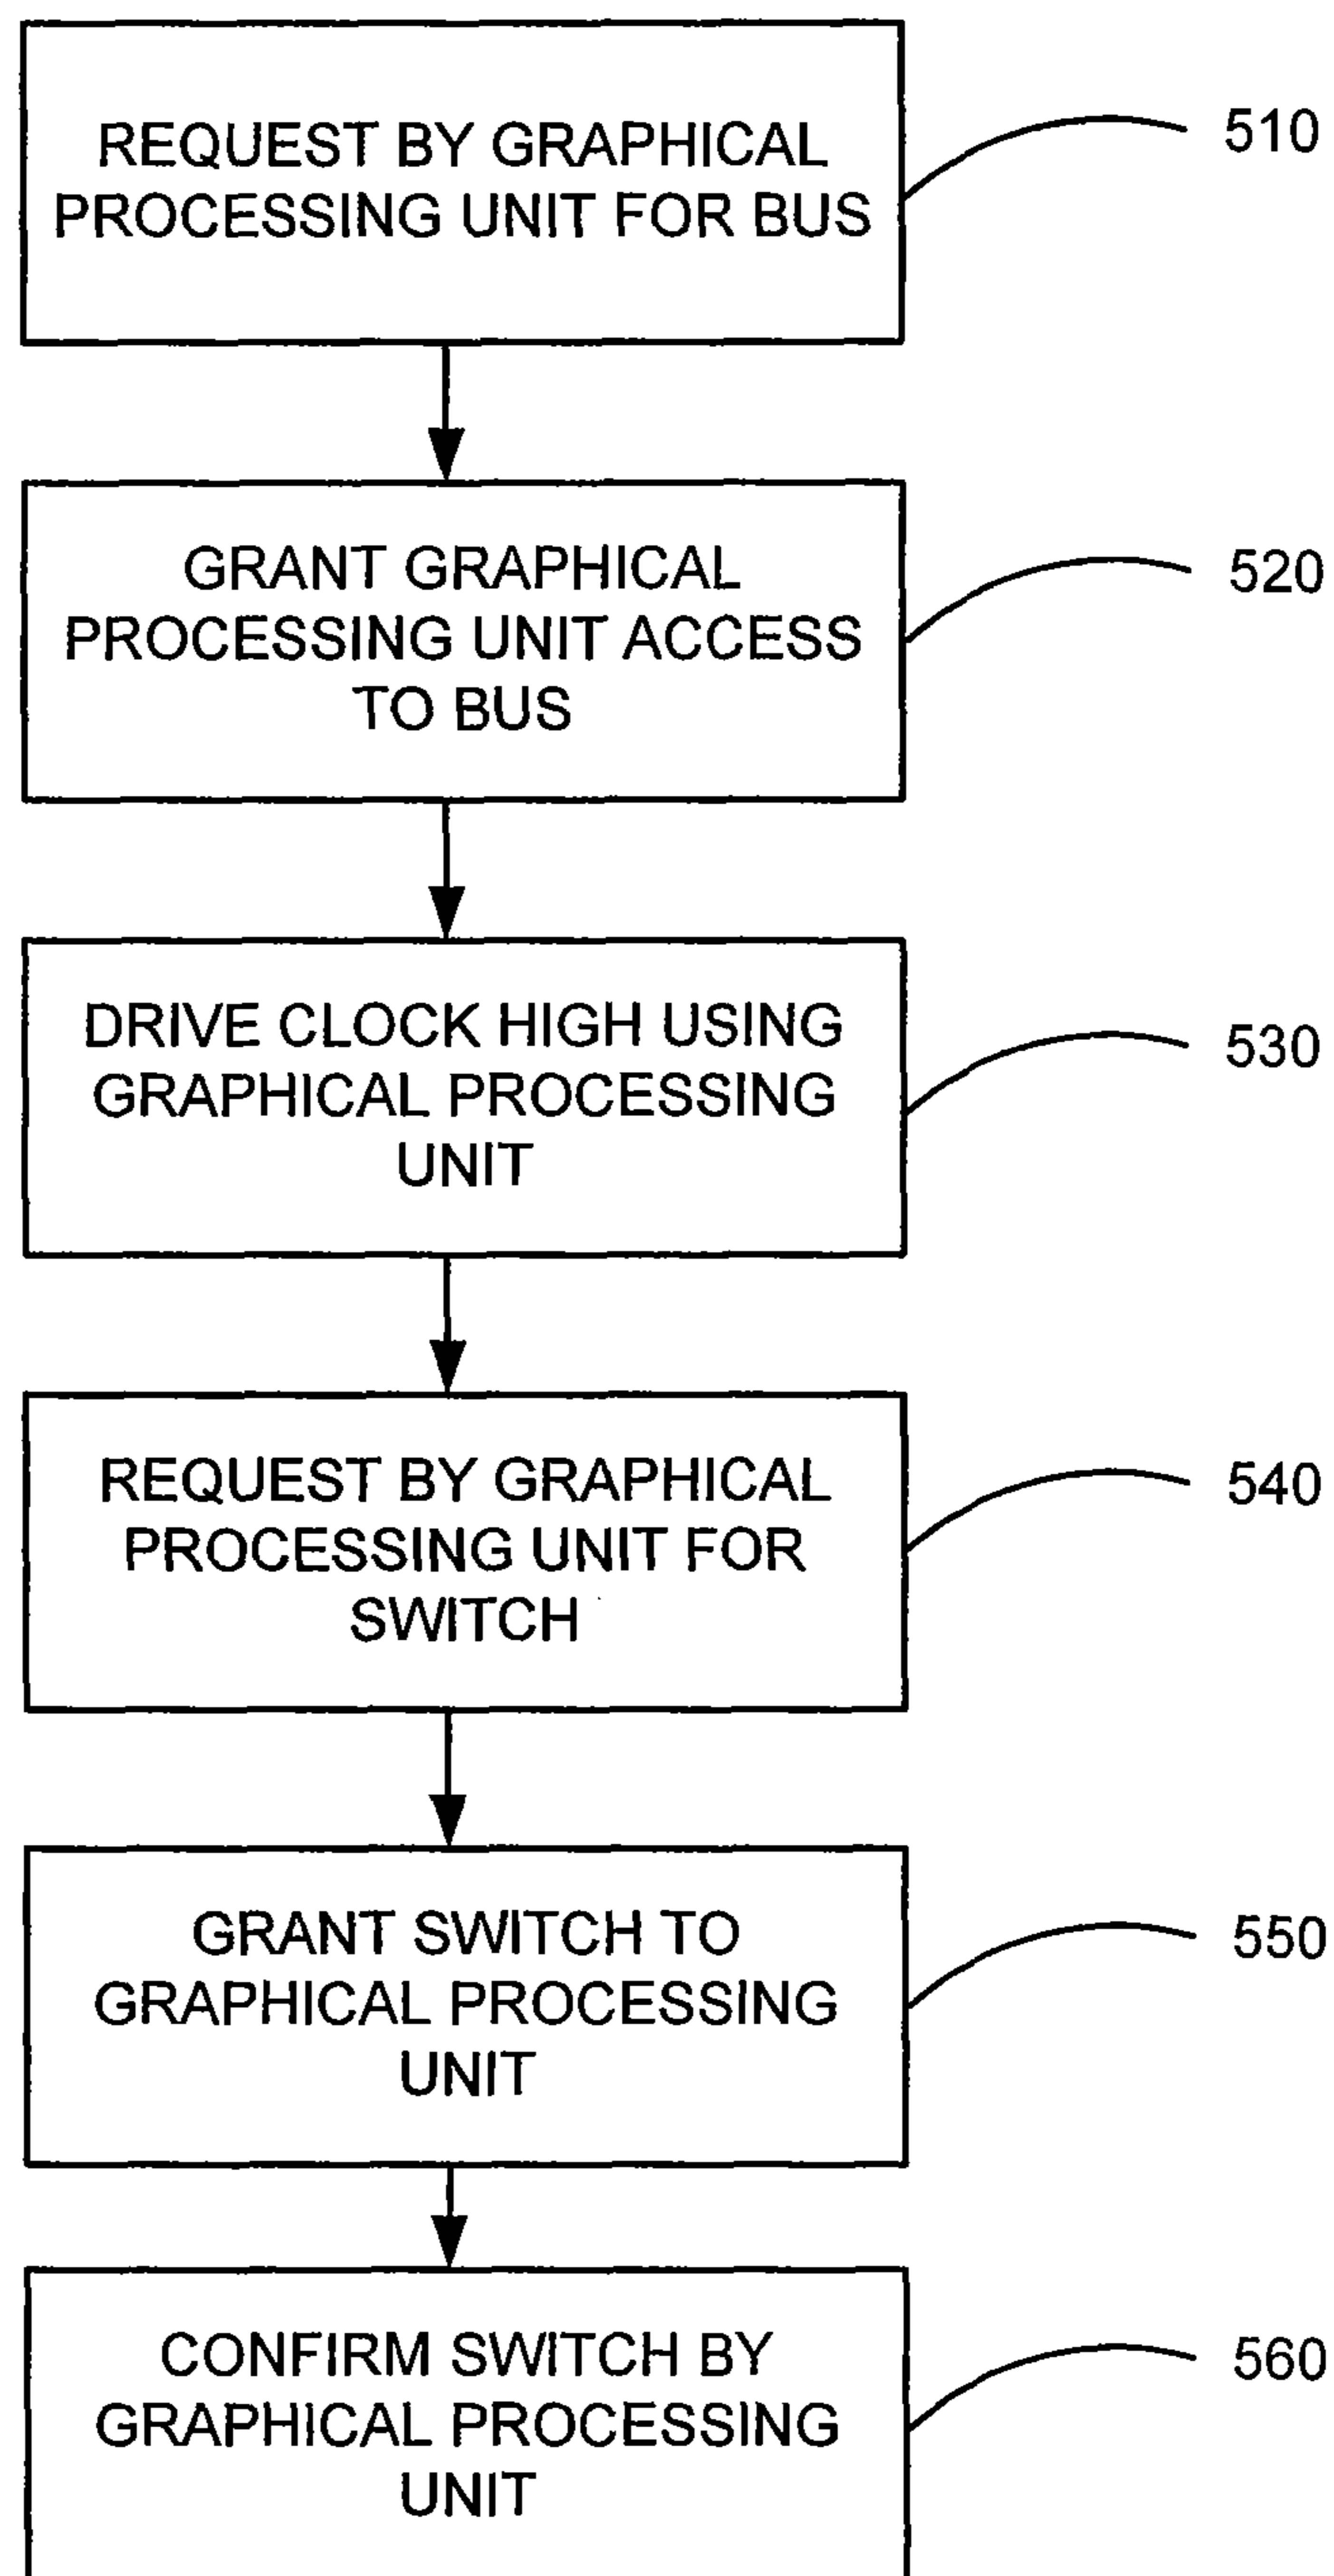 REQUEST BY GRAPHICAL
PROCESSING UNIT FOR BUS
510
GRANT GRAPHICAL
PROCESSING UNIT ACCESS
TO BUS
520
DRIVE CLOCK HIGH USING
GRAPHICAL PROCESSING
UNIT
530
REQUEST BY GRAPHICAL
PROCESSING UNIT FOR
SWITCH
540
GRANT SWITCH TO
GRAPHICAL PROCESSING
UNIT
550
CONFIRM SWITCH BY
GRAPHICAL PROCESSING
UNIT
560